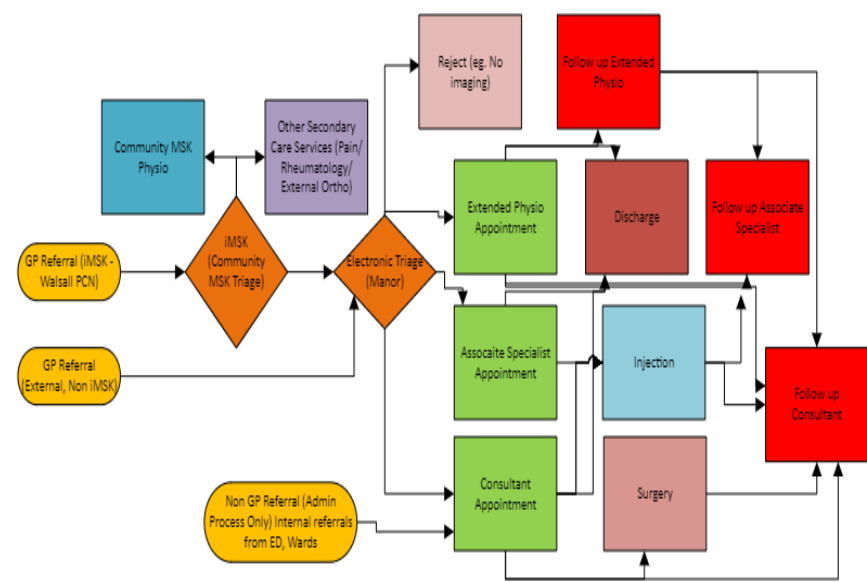 Reject (eg. No
imaging)
Follow up Extended
Physio
Community MSK
Physio
Other Secondary
Care Services (Pain/
Rheumatology/
External Ortho)
Extended Physio
Appointment
Discharge
Follow up Associate
Specialist
GP Referral (iMSK -
Walsall PCN)
iMSK
(Community
MSK Triage)
Electronic Triage
(Manor)
GP Referral
(External, Non iMSK)
Assocaite Specialist
Appointment
Injection
Follow up
Consultant
Non GP Referral (Admin
Process Only) Internal referrals
from ED, Wards
Consultant
Appointment
Surgery